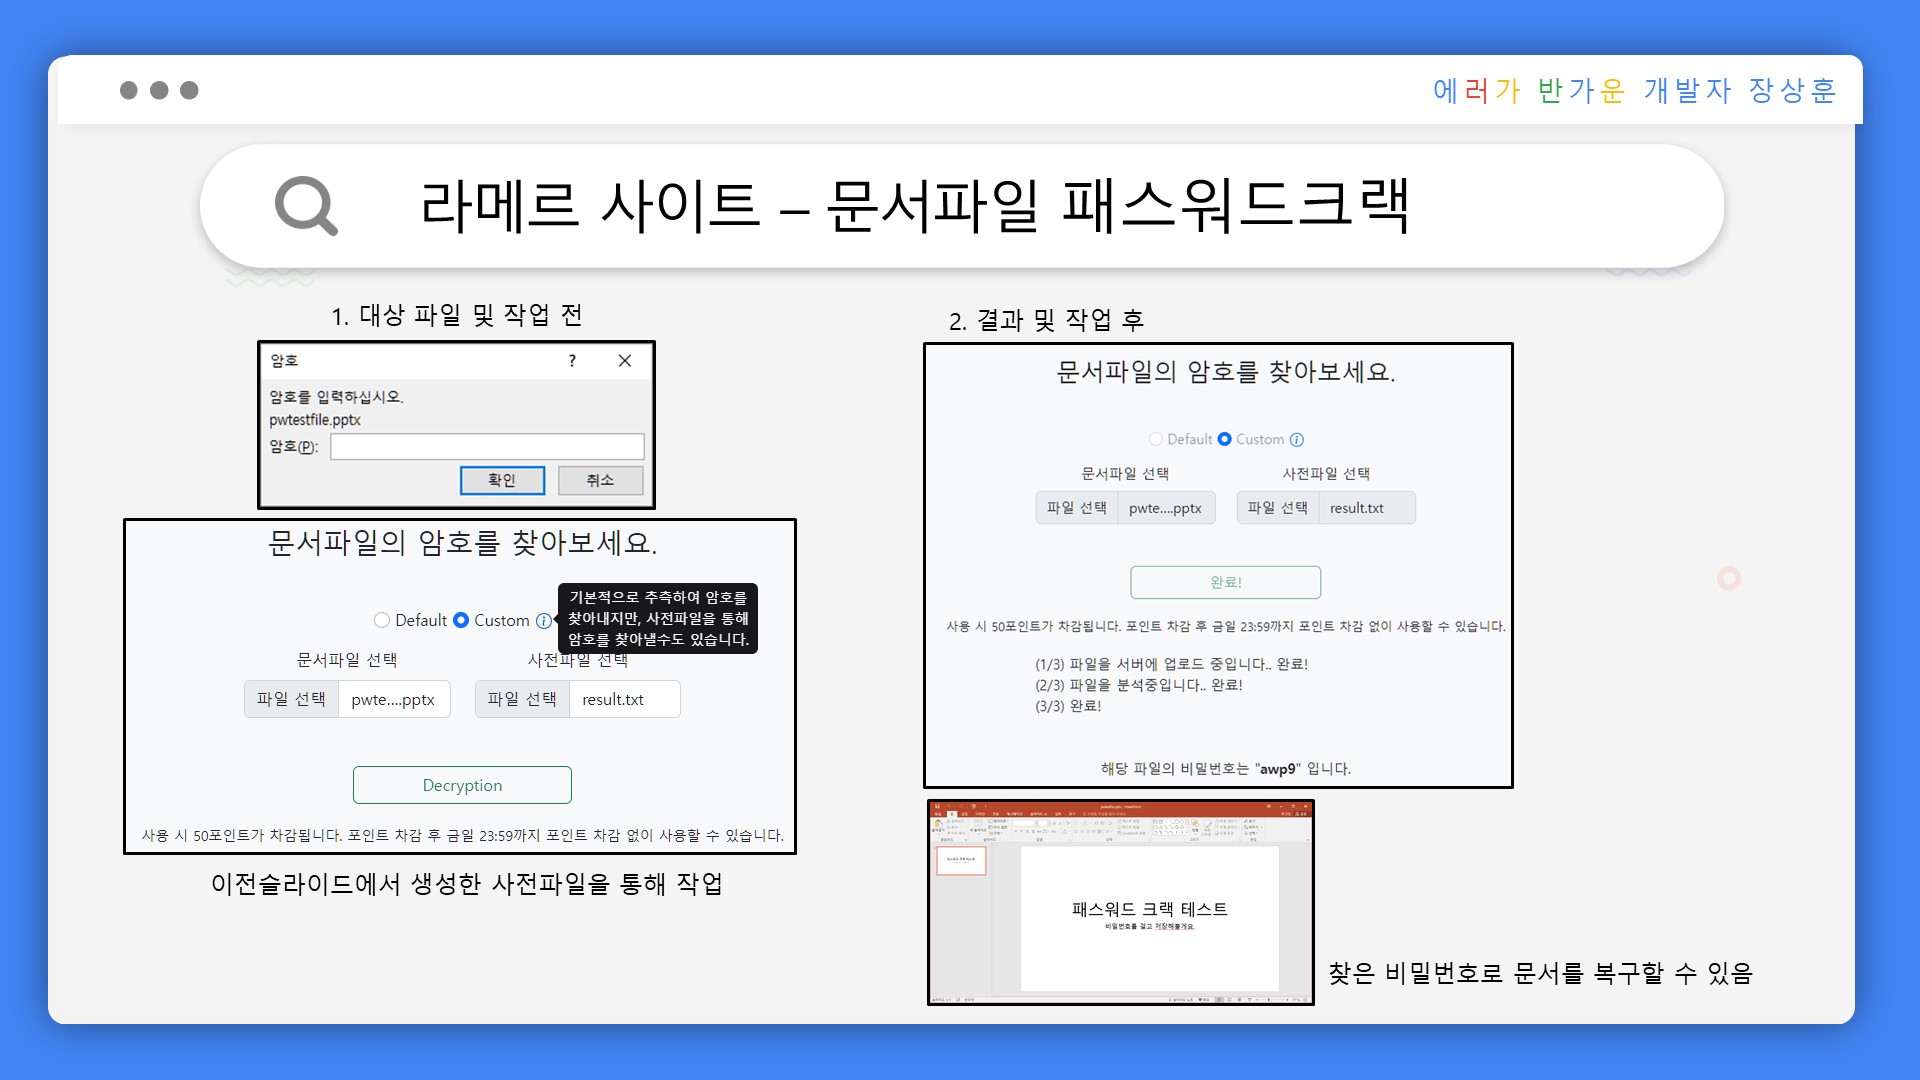 에러가 반가운 개발자 장상훈
라메르 사이트 – 문서파일 패스워드크랙
1. 대상 파일 및 작업 전
암호
?
암호를 입력하십시오.
pwtestfile.pptx
암호(P):
확인
취소
문서파일의 암호를 찾아보세요.
Default Custom
기본적으로 추측하여 암호를
찾아내지만, 사전파일을 통해
암호를 찾아낼수도 있습니다.
문서파일 선택
사전파일 선택
파일 선택 pwte....pptx
파일 선택 result.txt
Decryption
사용 시 50포인트가 차감됩니다. 포인트 차감 후 금일 23:59까지 포인트 차감 없이 사용할 수 있습니다.
이전슬라이드에서 생성한 사전파일을 통해 작업
2. 결과 및 작업 후
문서파일의 암호를 찾아보세요.
Default Custom
문서파일 선택
사전파일 선택
파일 선택 pwte....pptx
파일 선택 result.txt
완료!
사용 시 50포인트가 차감됩니다. 포인트 차감 후 금일 23:59까지 포인트 차감 없이 사용할 수 있습니다.
(1/3) 파일을 서버에 업로드 중입니다.. 완료!
(2/3) 파일을 분석중입니다.. 완료!
(3/3) 완료!
해당 파일의 비밀번호는 "awp9" 입니다.
패스워드 크랙 테스트
비밀번호를 걸고 저장해볼게요.
찾은 비밀번호로 문서를 복구할 수 있음